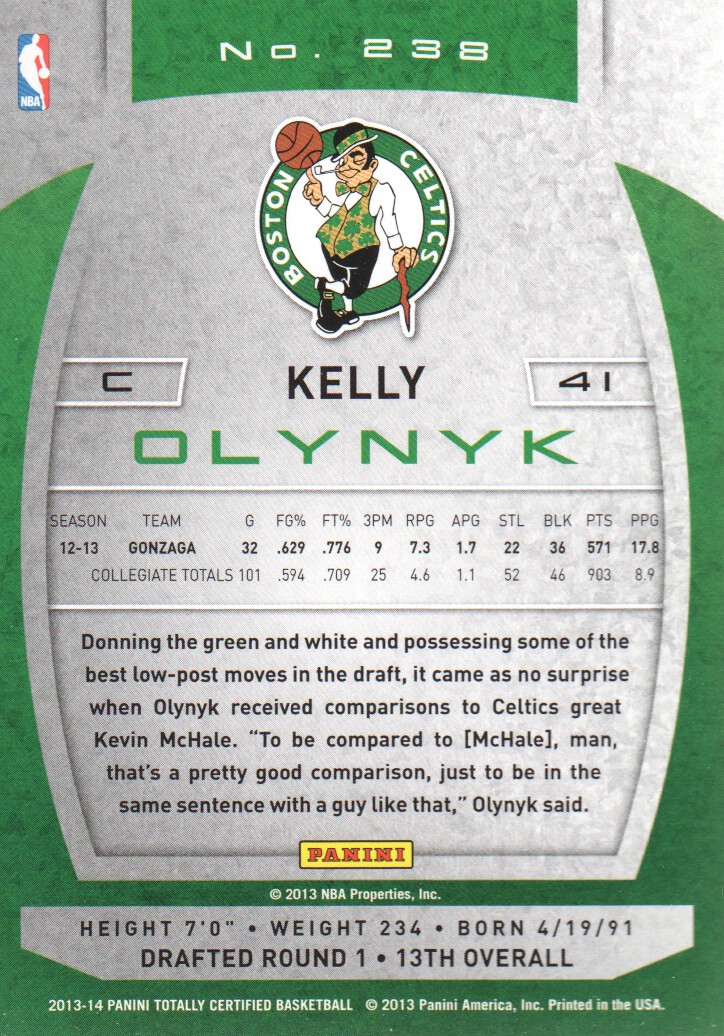 No. 238
NBA
BOSTON CELTICS
C
KELLY
41
OLYNYK
SEASON TEAM G FG% FT% 3PM RPG APG STL BLK PTS PPG
12-13 GONZAGA 32 .629 .776 9 7.3 1.7 22 36 571 17.8
COLLEGIATE TOTALS 101 .594 .709 25 4.6 1.1 52 46 903 8.9
Donning the green and white and possessing some of the
best low-post moves in the draft, it came as no surprise
when Olynyk received comparisons to Celtics great
Kevin McHale. “To be compared to [McHale], man,
that’s a pretty good comparison, just to be in the
same sentence with a guy like that,” Olynyk said.
PANINI
© 2013 NBA Properties, Inc.
HEIGHT 7'0" • WEIGHT 234 • BORN 4/19/91
DRAFTED ROUND 1 • 13TH OVERALL
2013-14 PANINI TOTALLY CERTIFIED BASKETBALL © 2013 Panini America, Inc. Printed in the USA.